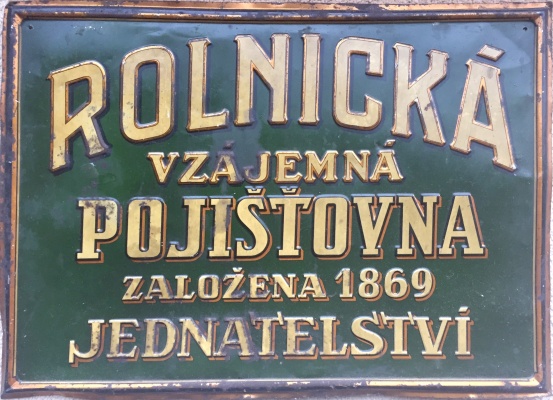 ROLNICKÁ
VZÁJEMNÁ
POJIŠŤOVNA
ZALOŽENA 1869
JEDNATELSTVÍ